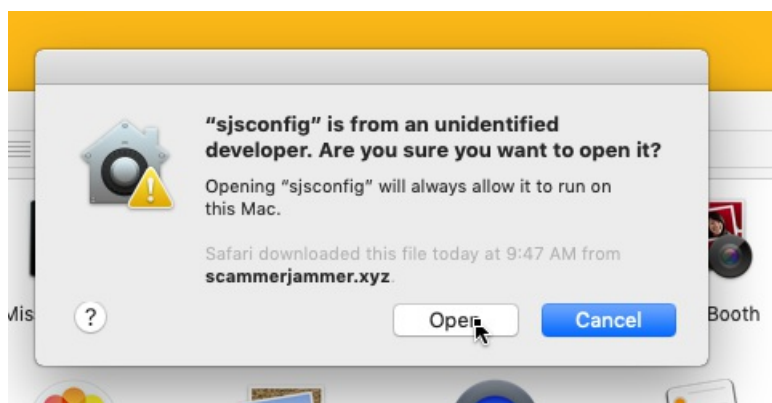 “sjsconfig” is from an unidentified
developer. Are you sure you want to open it?
Opening “sjsconfig” will always allow it to run on
this Mac.
Safari downloaded this file today at 9:47 AM from
scammerjammer.xyz.
Mis
?
Open
Cancel
Booth